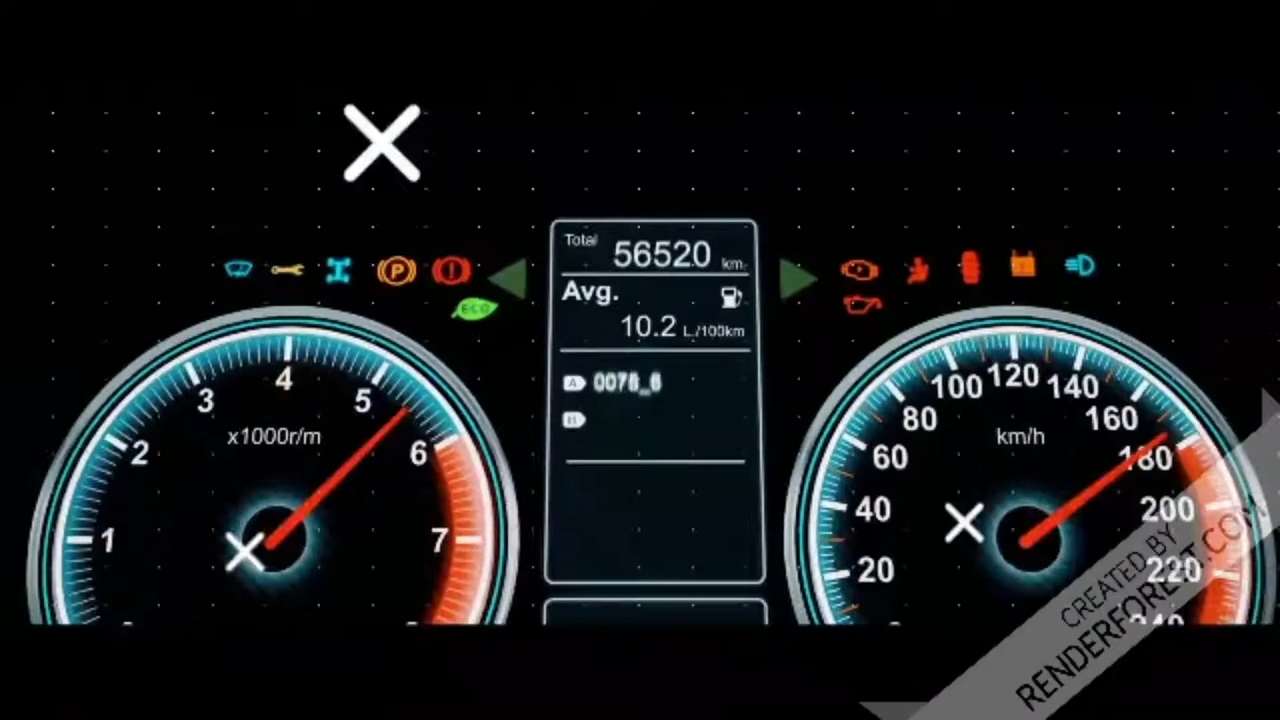 Total
56520 km
Avg.
10.2 L./100km
A
P
ECO
x1000r/m
1
2
3
4
5
6
7
km/h
20
40
60
80
100
120
140
160
180
200
220
240
CREATED BY
RENDERFOREST.COM